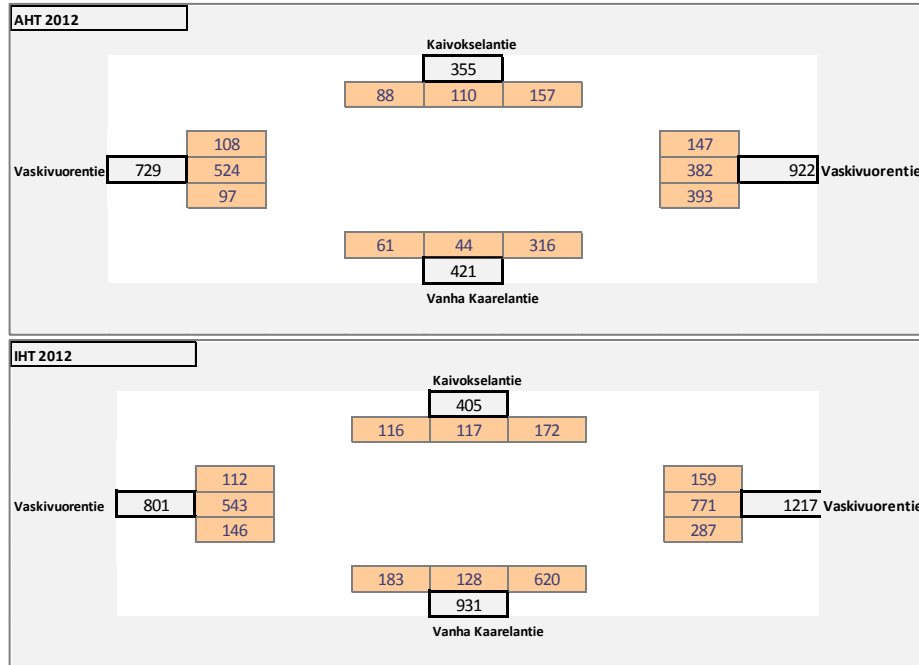 AHT 2012
Kaivokselantie
355
88 110 157
108 147
Vaskivuorentie 729 524 382 922 Vaskivuorentie
97 393
61 44 316
421
Vanha Kaarelantie
IHT 2012
Kaivokselantie
405
116 117 172
112 159
Vaskivuorentie 801 543 771 1217 Vaskivuorentie
146 287
183 128 620
931
Vanha Kaarelantie